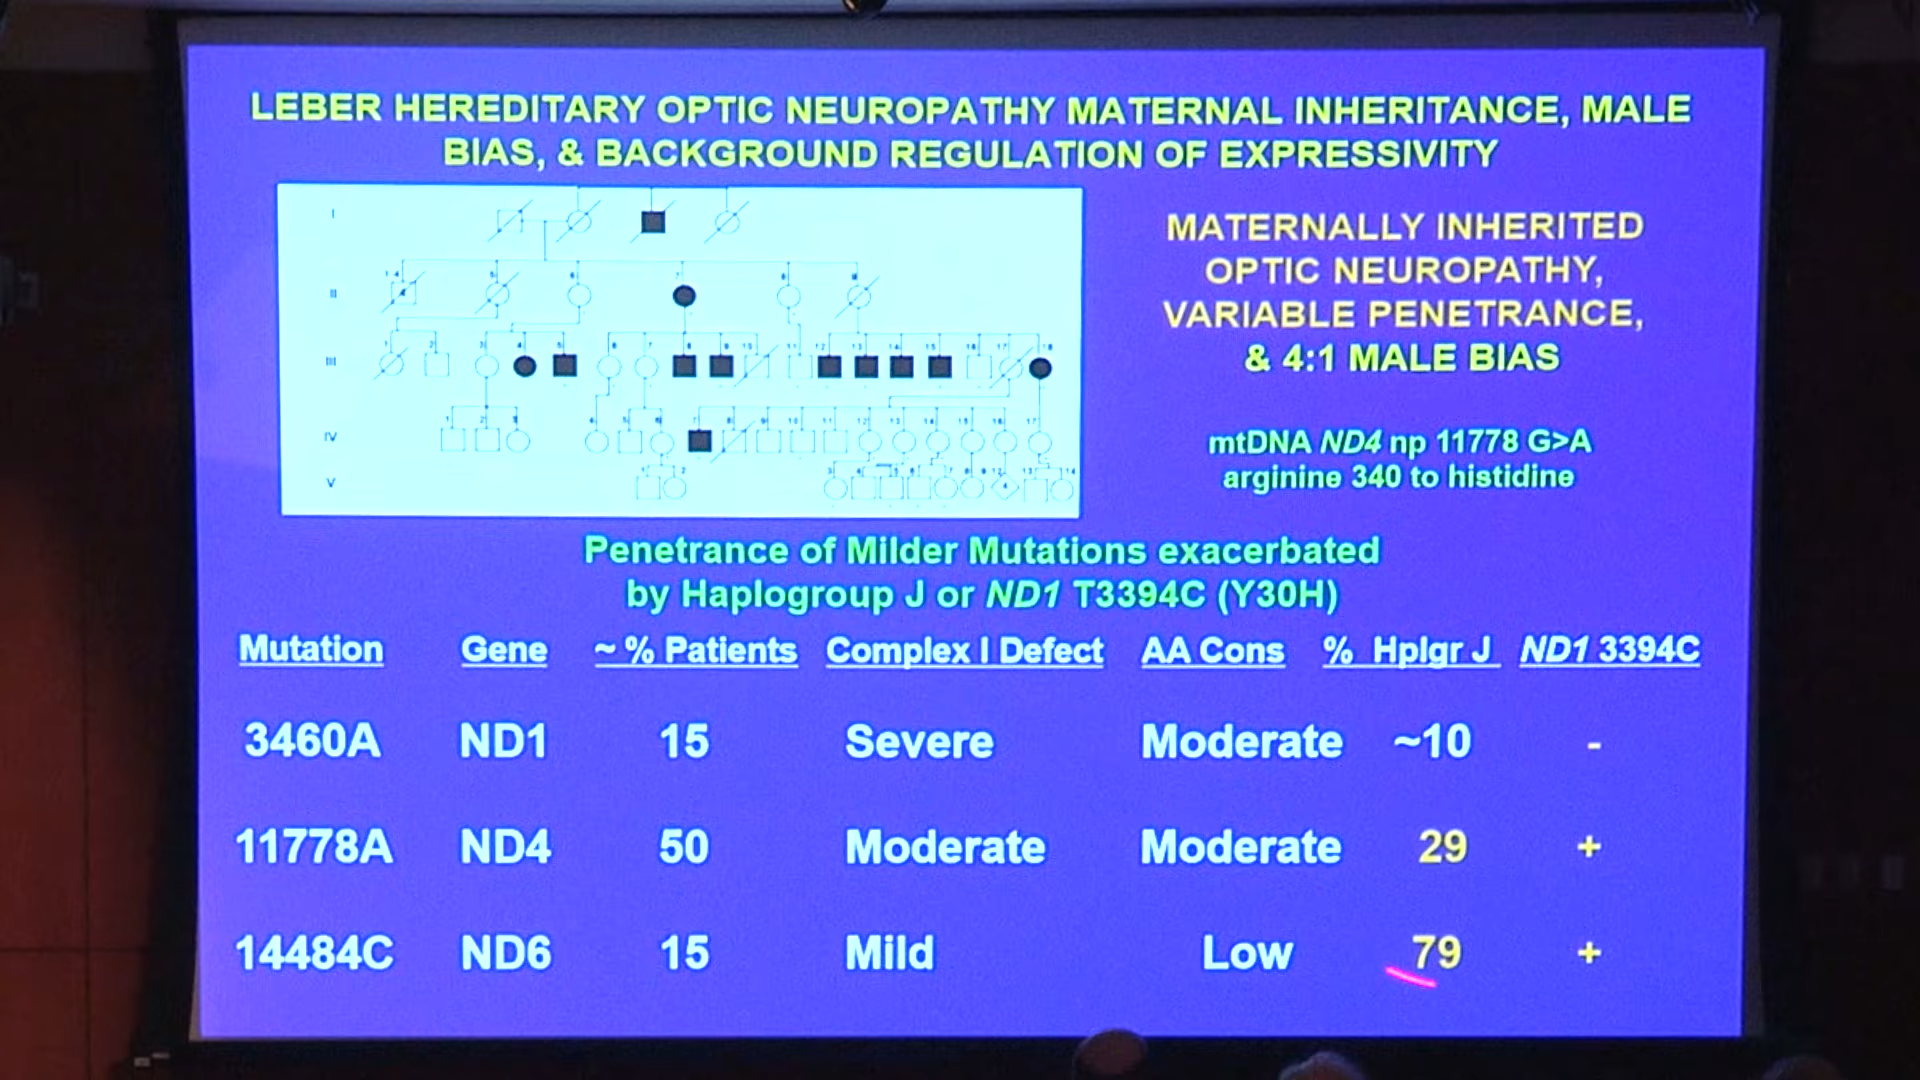 LEBER HEREDITARY OPTIC NEUROPATHY MATERNAL INHERITANCE, MALE
BIAS, & BACKGROUND REGULATION OF EXPRESSIVITY
I
II
III
IV
V
MATERNALLY INHERITED
OPTIC NEUROPATHY,
VARIABLE PENETRANCE,
& 4:1 MALE BIAS
mtDNA ND4 np 11778 G>A
arginine 340 to histidine
Penetrance of Milder Mutations exacerbated
by Haplogroup J or ND1 T3394C (Y30H)
Mutation Gene ~ % Patients Complex I Defect AA Cons % Hplgr J ND1 3394C
3460A ND1 15 Severe Moderate ~10 -
11778A ND4 50 Moderate Moderate 29 +
14484C ND6 15 Mild Low 79 +